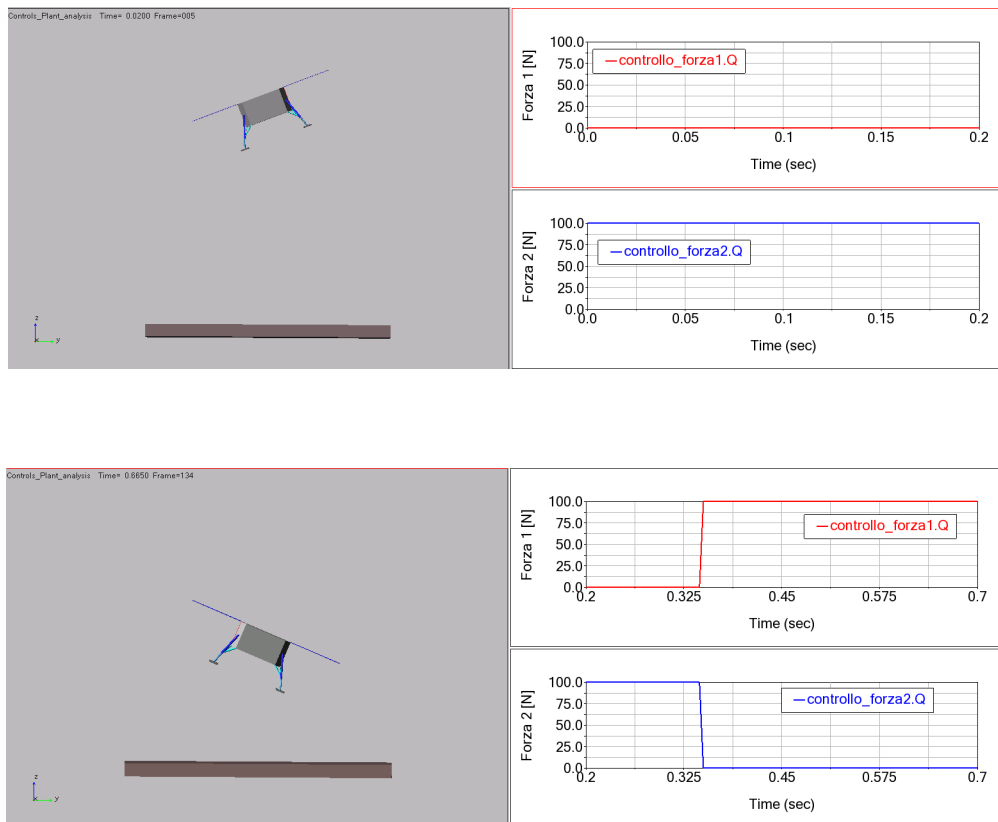 Controls_Plant_analysis Time= 0.0200 Frame=005
z
y
x
Forza 1 [N]
100.0
75.0
50.0
25.0
0.0
controllo_forza1.Q
0.0 0.05 0.1 0.15 0.2
Time (sec)
Forza 2 [N]
100.0
75.0
50.0
25.0
0.0
controllo_forza2.Q
0.0 0.05 0.1 0.15 0.2
Time (sec)
Controls_Plant_analysis Time= 0.6650 Frame=134
z
y
x
Forza 1 [N]
100.0
75.0
50.0
25.0
0.0
controllo_forza1.Q
0.2 0.325 0.45 0.575 0.7
Time (sec)
Forza 2 [N]
100.0
75.0
50.0
25.0
0.0
controllo_forza2.Q
0.2 0.325 0.45 0.575 0.7
Time (sec)